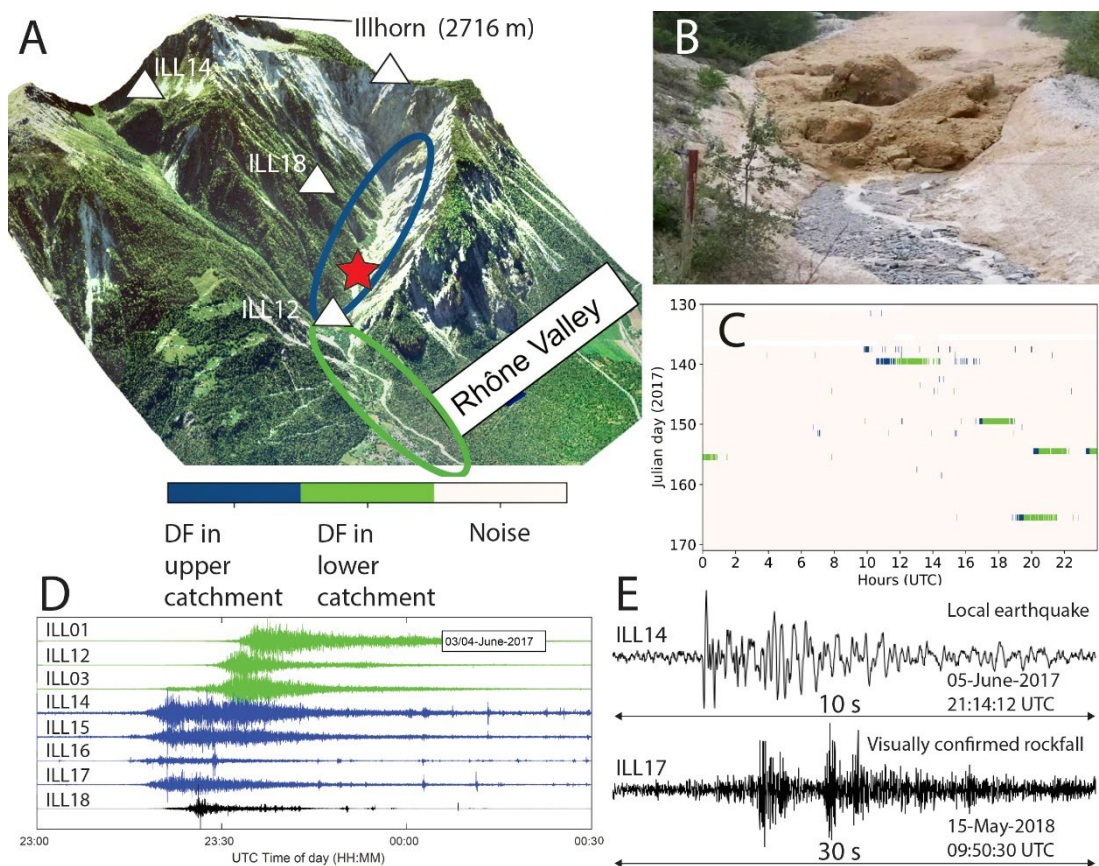 A
Illhorn (2716 m)
ILL14
ILL18
ILL12
Rhône Valley
DF in
upper
catchment
DF in
lower
catchment
Noise
B
C
130
140
150
160
170
Julian day (2017)
0 2 4 6 8 10 12 14 16 18 20 22
Hours (UTC)
D
ILL01
03/04-June-2017
ILL12
ILL03
ILL14
ILL15
ILL16
ILL17
ILL18
23:00 23:30 00:00 00:30
UTC Time of day (HH:MM)
E
Local earthquake
ILL14
05-June-2017
21:14:12 UTC
10 s
Visually confirmed rockfall
ILL17
15-May-2018
09:50:30 UTC
30 s